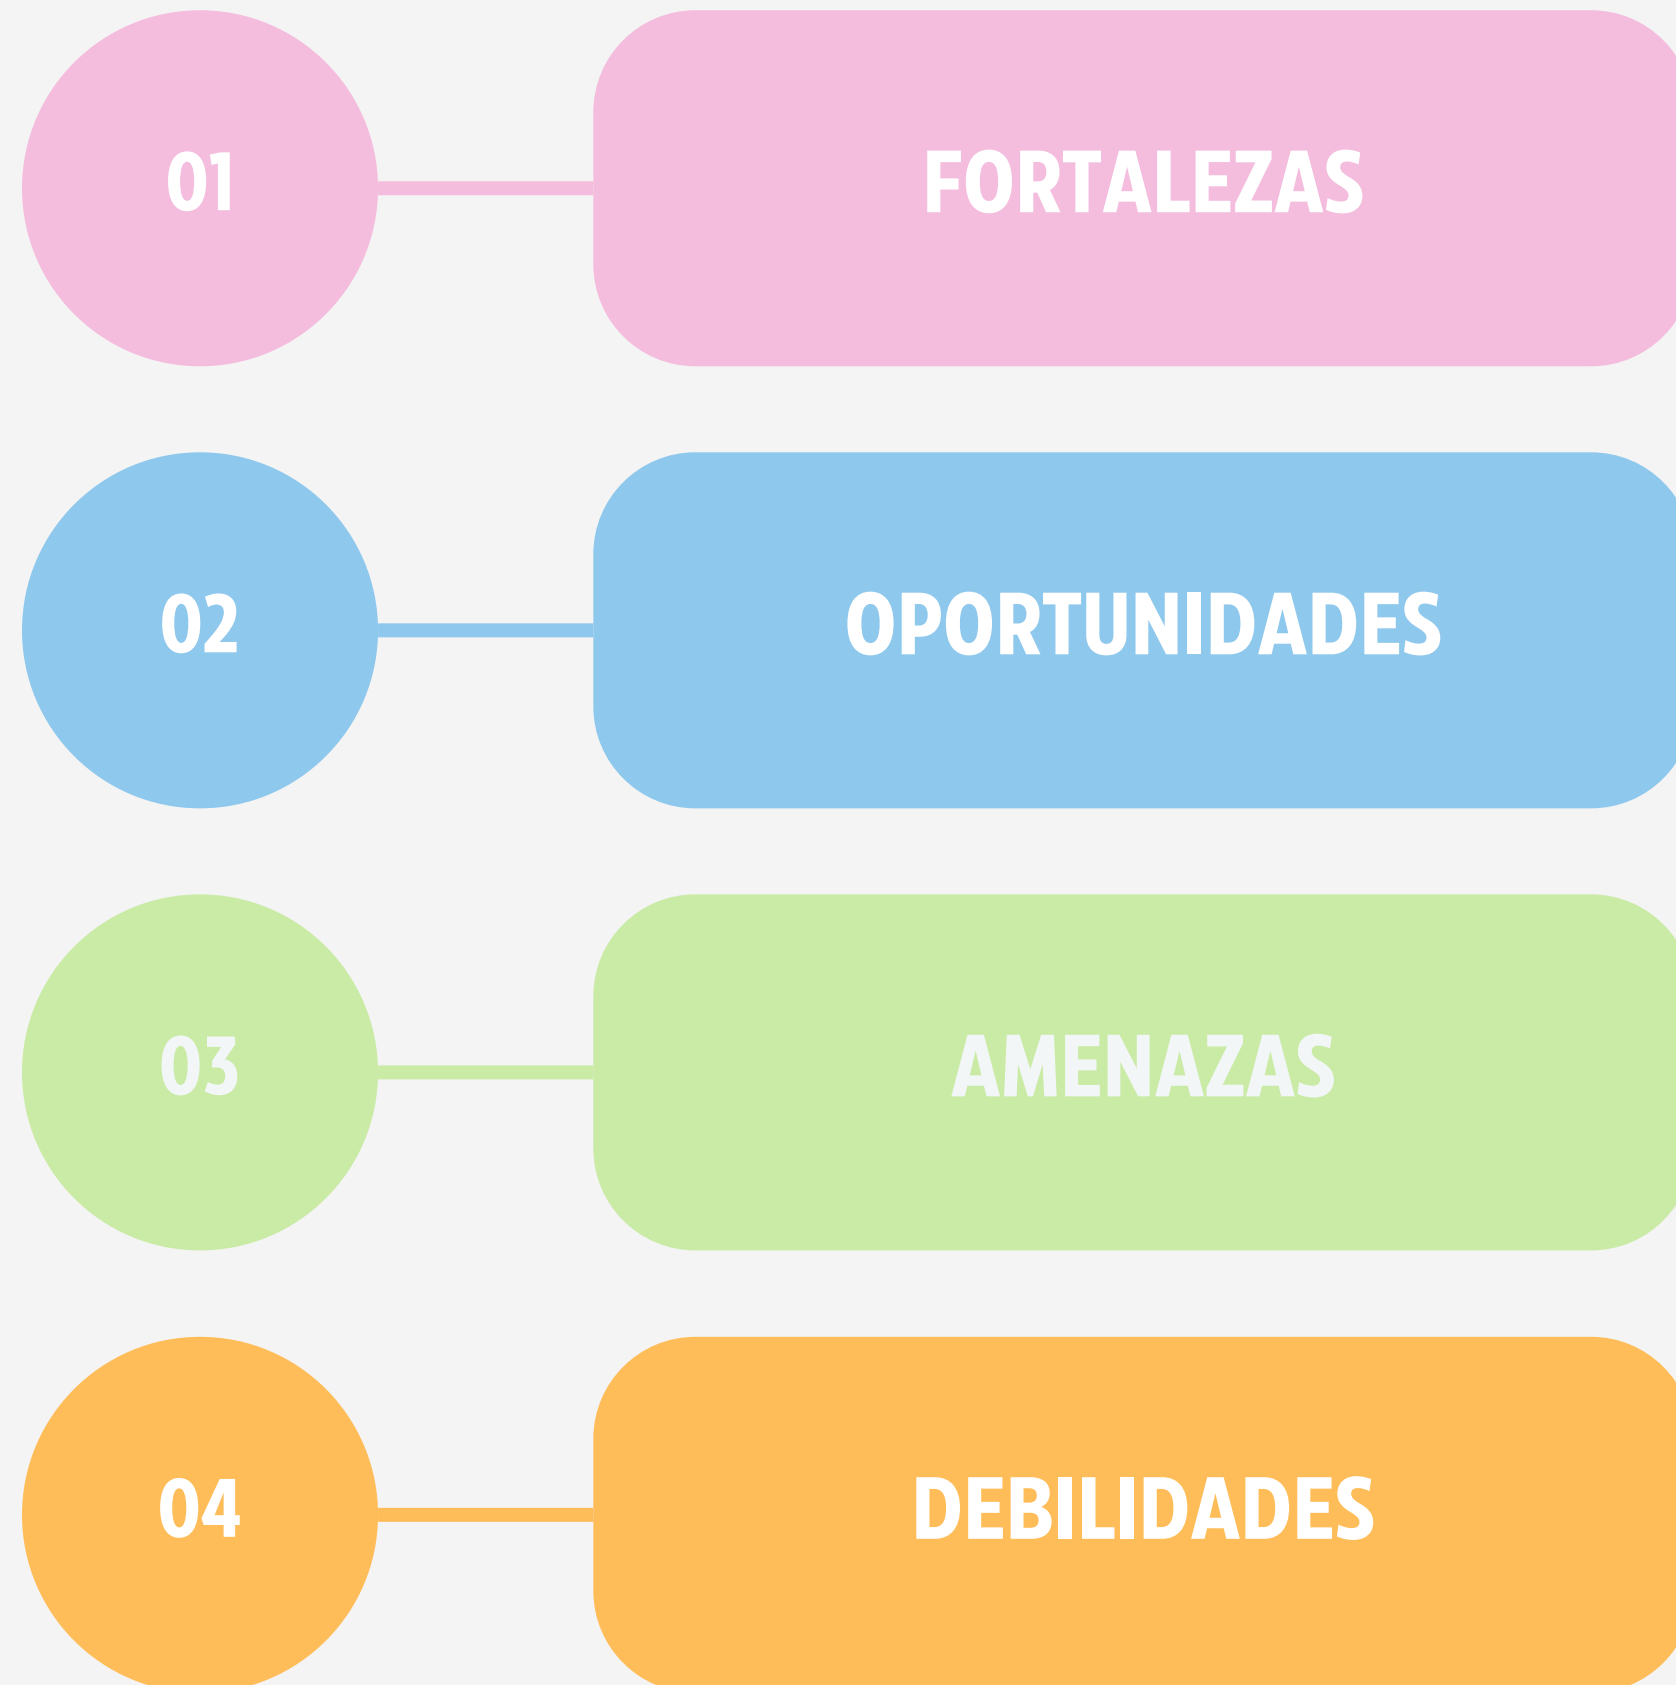 01
FORTALEZAS
02
OPORTUNIDADES
03
AMENAZAS
04
DEBILIDADES